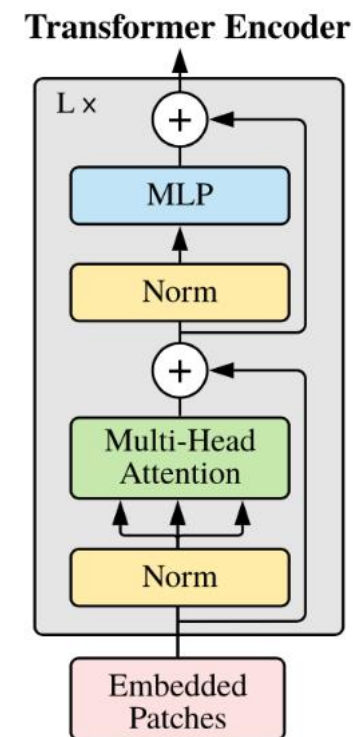 Transformer Encoder
L ×
+
MLP
Norm
+
Multi-Head
Attention
Norm
Embedded
Patches